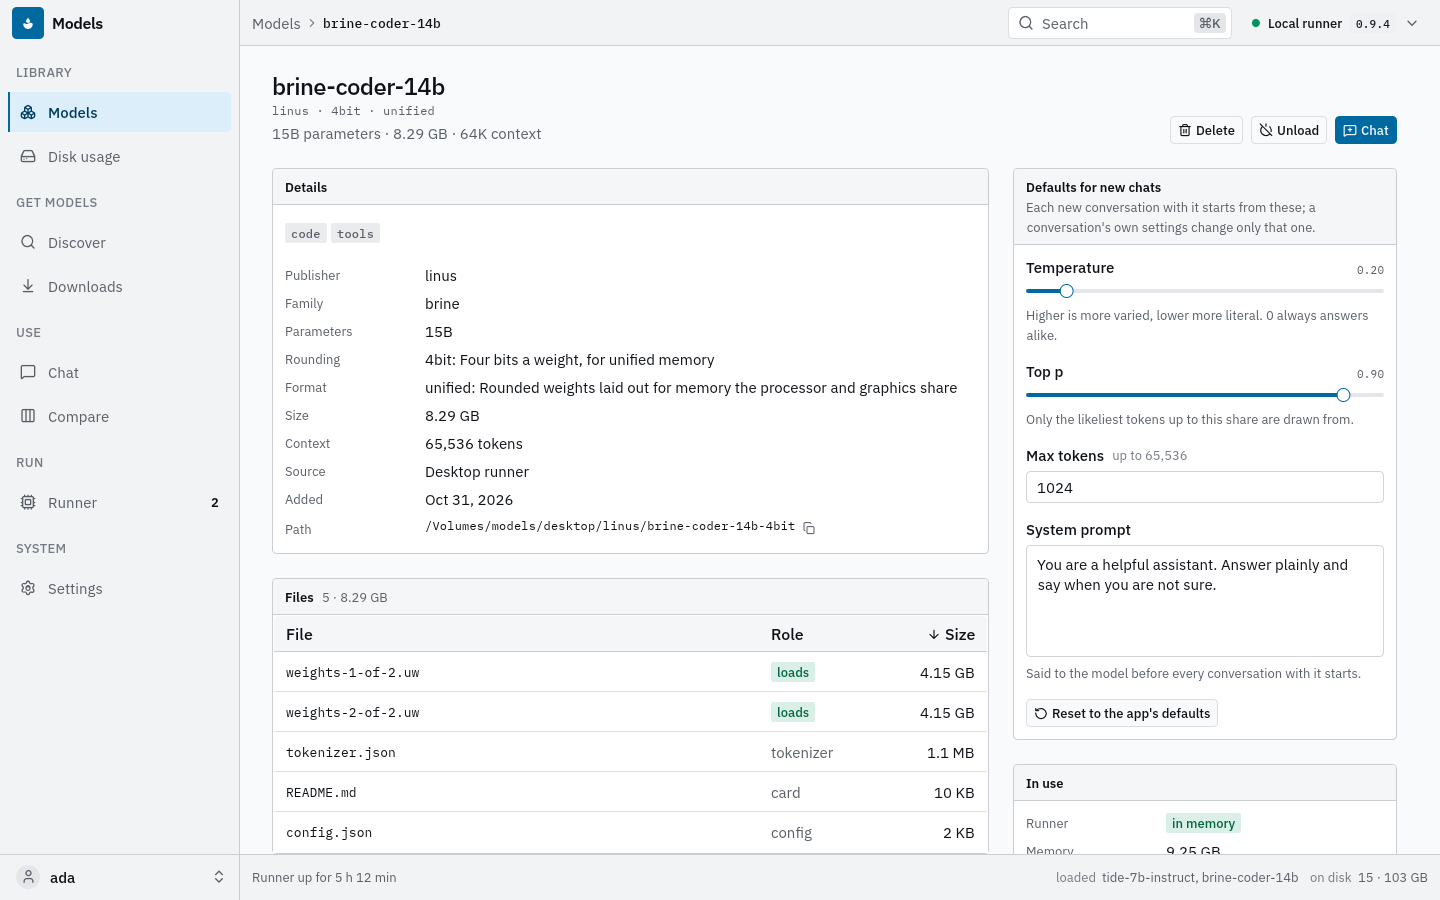 Models
LIBRARY
Models
Disk usage
GET MODELS
Discover
Downloads
USE
Chat
Compare
RUN
Runner 2
SYSTEM
Settings
ada
Models brine-coder-14b
Search ⌘K
Local runner 0.9.4
brine-coder-14b
linus · 4bit · unified
15B parameters · 8.29 GB · 64K context
Delete
Unload
Chat
Details
code tools
Publisher linus
Family brine
Parameters 15B
Rounding 4bit: Four bits a weight, for unified memory
Format unified: Rounded weights laid out for memory the processor and graphics share
Size 8.29 GB
Context 65,536 tokens
Source Desktop runner
Added Oct 31, 2026
Path /Volumes/models/desktop/linus/brine-coder-14b-4bit
Files 5 · 8.29 GB
File Role Size
weights-1-of-2.uw loads 4.15 GB
weights-2-of-2.uw loads 4.15 GB
tokenizer.json tokenizer 1.1 MB
README.md card 10 KB
config.json config 2 KB
Defaults for new chats
Each new conversation with it starts from these; a
conversation's own settings change only that one.
Temperature 0.20
Higher is more varied, lower more literal. 0 always answers
alike.
Top p 0.90
Only the likeliest tokens up to this share are drawn from.
Max tokens up to 65,536
1024
System prompt
You are a helpful assistant. Answer plainly and
say when you are not sure.
Said to the model before every conversation with it starts.
Reset to the app's defaults
In use
Runner in memory
Memory 9.25 GB
Runner up for 5 h 12 min
loaded tide-7b-instruct, brine-coder-14b on disk 15 · 103 GB